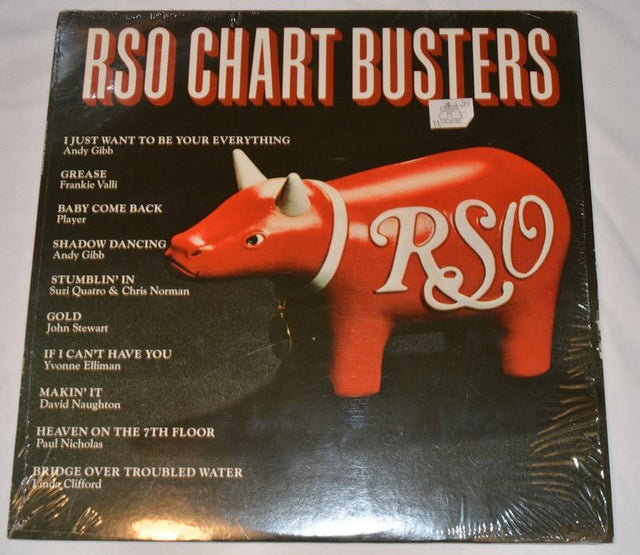 RSO CHART BUSTERS
I JUST WANT TO BE YOUR EVERYTHING
Andy Gibb
GREASE
Frankie Valli
BABY COME BACK
Player
SHADOW DANCING
Andy Gibb
STUMBLIN' IN
Suzi Quatro & Chris Norman
GOLD
John Stewart
IF I CAN'T HAVE YOU
Yvonne Elliman
MAKIN' IT
David Naughton
HEAVEN ON THE 7TH FLOOR
Paul Nicholas
BRIDGE OVER TROUBLED WATER
Linda Clifford
RSO